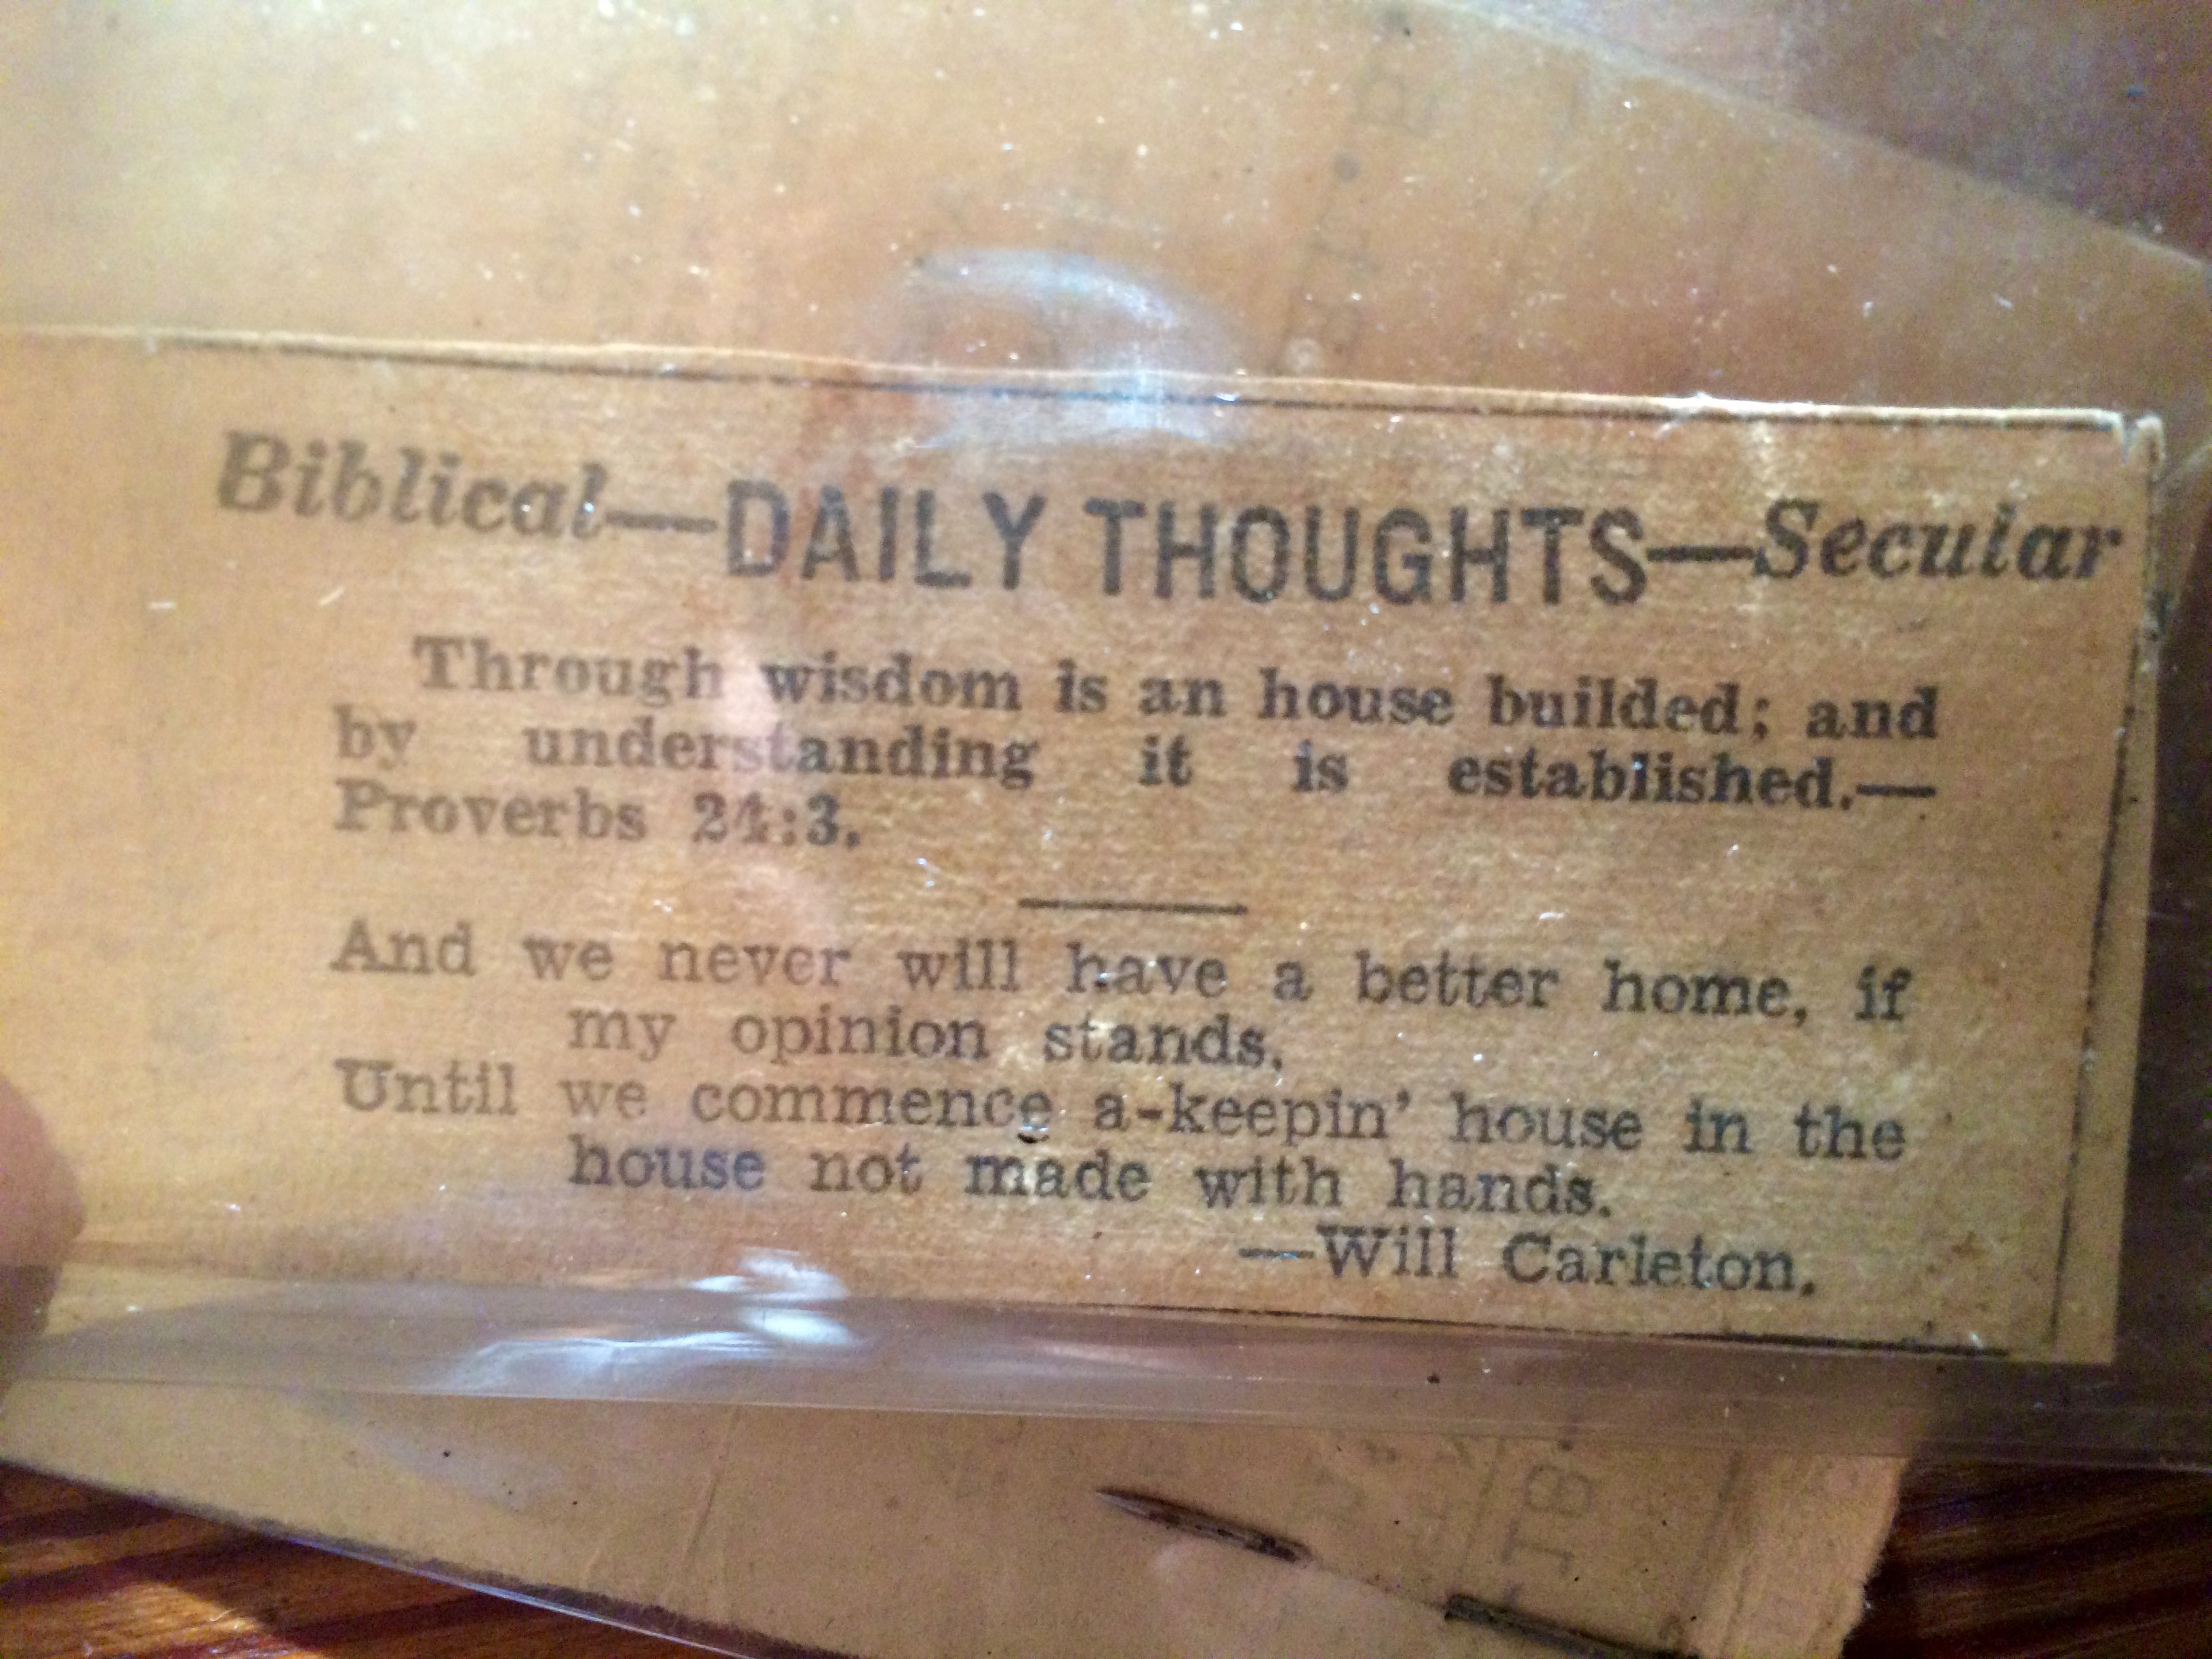 Biblical—DAILY THOUGHTS—Secular
Through wisdom is an house builded; and
by understanding it is established.—
Proverbs 24:3.
And we never will have a better home, if
my opinion stands,
Until we commence a-keepin' house in the
house not made with hands.
—Will Carleton.